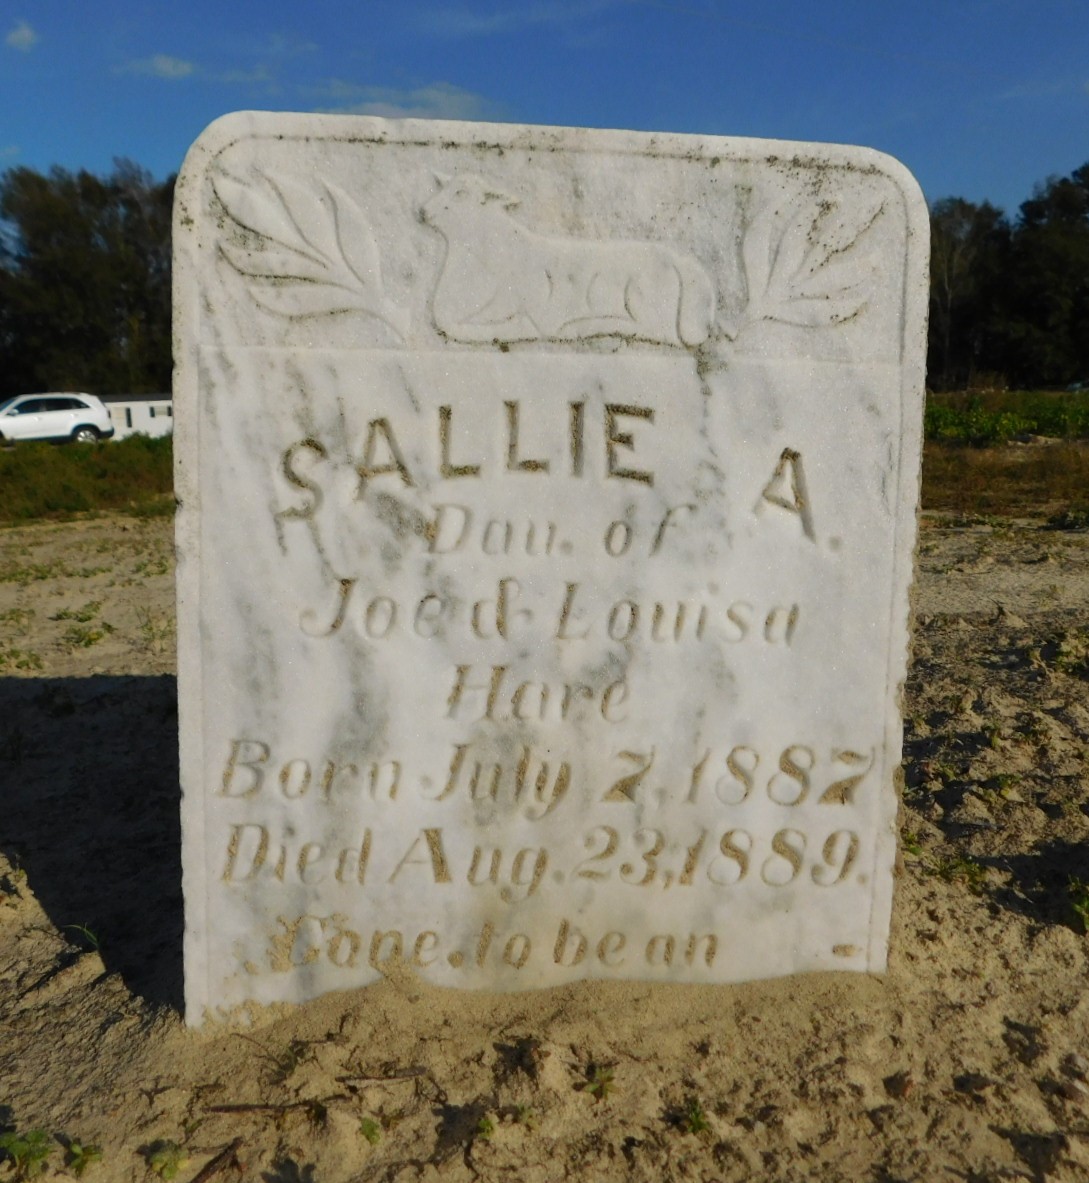 SALLIE A.
Dau. of
Joe & Louisa
Hare
Born July 7, 1887
Died Aug. 23, 1889.
Gone to be an -